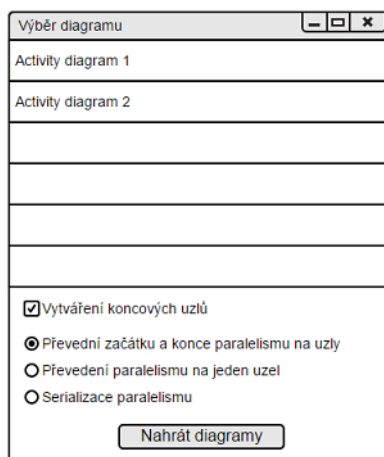 Výběr diagramu
Activity diagram 1
Activity diagram 2
Vytváření koncových uzlů
Převední začátku a konce paralelismu na uzly
Převedení paralelismu na jeden uzel
Serializace paralelismu
Nahrát diagramy